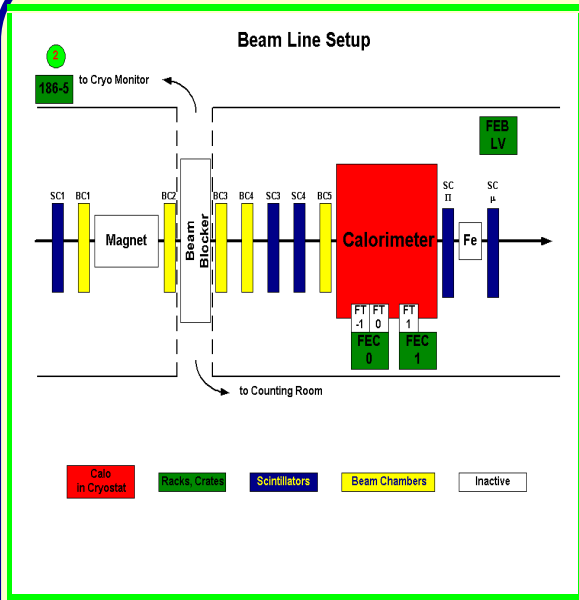 Beam Line Setup
2
186-5
to Cryo Monitor
FEB
LV
SC1
BC1
Magnet
BC2
Beam
Blocker
BC3
BC4
SC3
SC4
BC5
Calorimeter
SC
Π
Fe
SC
μ
FT
-1
FT
0
FT
1
FEC
0
FEC
1
to Counting Room
Calo
in Cryostat
Racks, Crates
Scintillators
Beam Chambers
Inactive